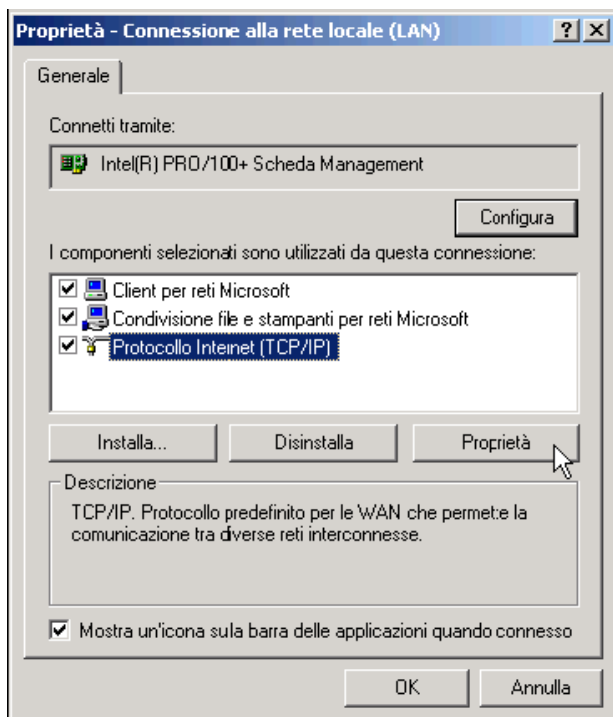 Proprietà - Connessione alla rete locale (LAN)
Generale
Connetti tramite:
Intel(R) PRO/100+ Scheda Management
Configura
I componenti selezionati sono utilizzati da questa connessione:
Client per reti Microsoft
Condivisione file e stampanti per reti Microsoft
Protocollo Internet (TCP/IP)
Installa...
Disinstalla
Proprietà
Descrizione
TCP/IP. Protocollo predefinito per le WAN che permette la
comunicazione tra diverse reti interconnesse.
Mostra un'icona sulla barra delle applicazioni quando connesso
OK
Annulla